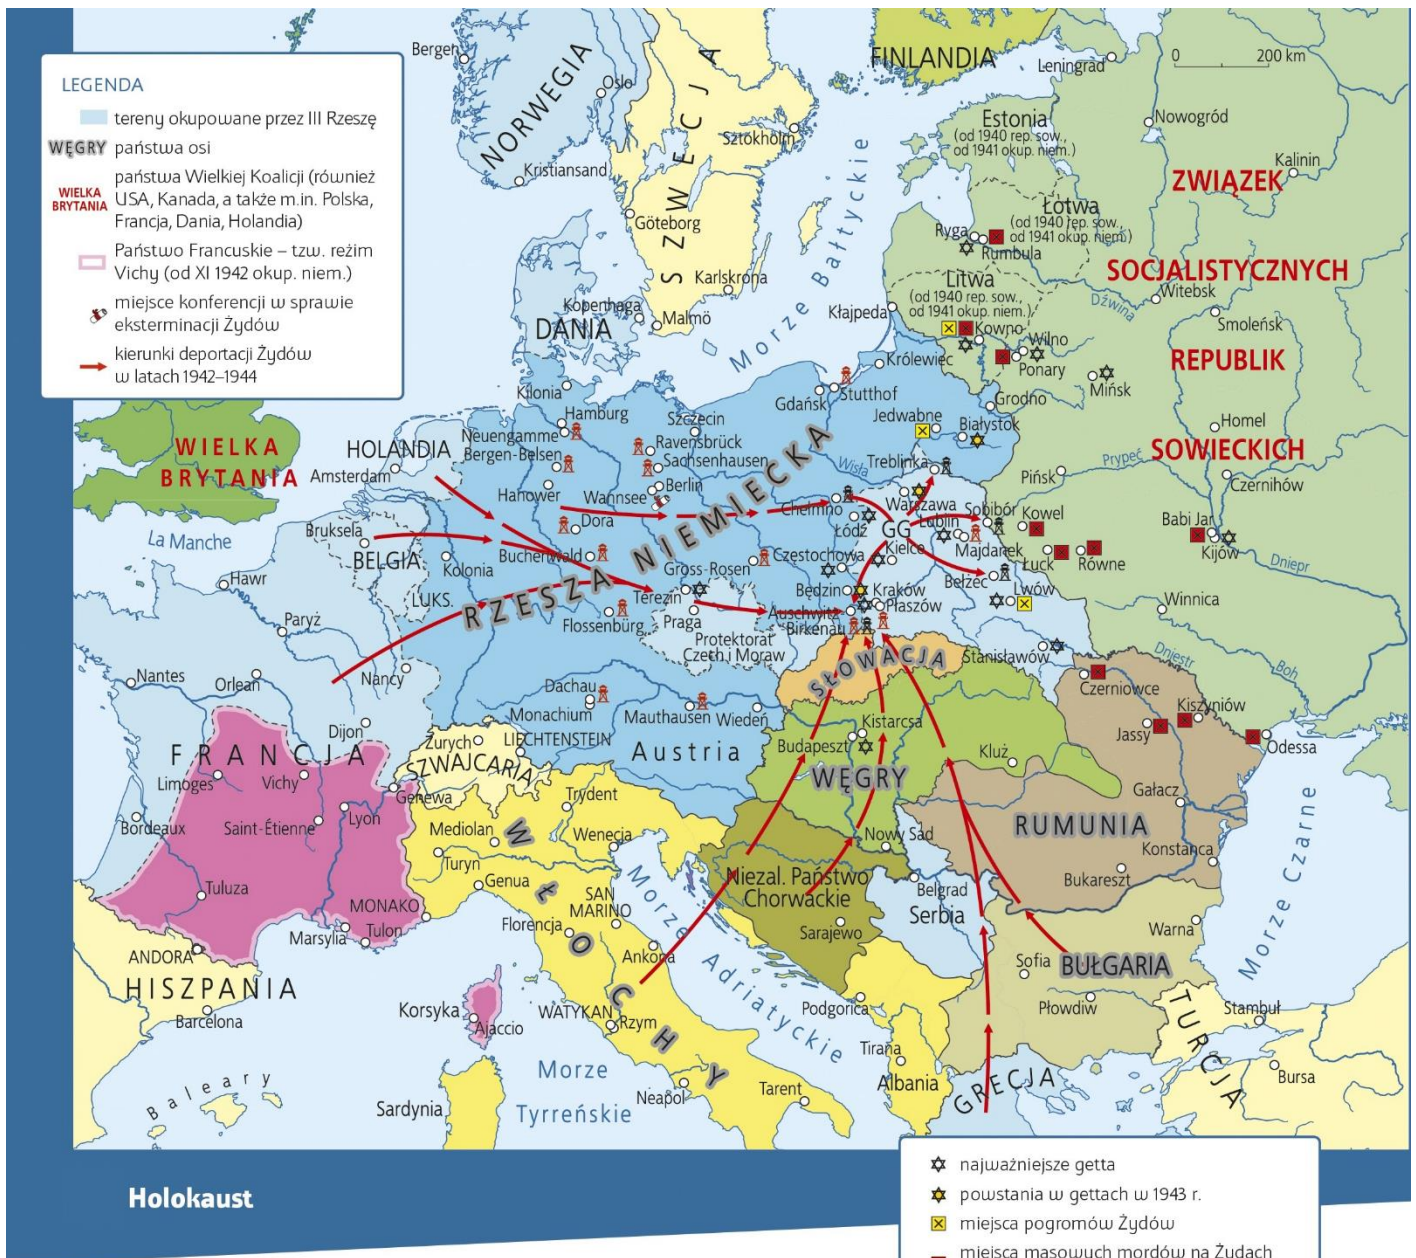 LEGENDA
tereny okupowane przez III Rzeszę
WĘGRY państwa osi
WIELKA BRYTANIA
państwa Wielkiej Koalicji (również
USA, Kanada, a także m.in. Polska,
Francja, Dania, Holandia)
Państwo Francuskie – tzw. reżim
Vichy (od XI 1942 okup. niem.)
miejsce konferencji w sprawie
eksterminacji Żydów
kierunki deportacji Żydów
w latach 1942–1944
0 200 km
Bergen
NORWEGIA
Oslo
Kristiansand
SZWECJA
Sztokholm
Göteborg
Karlskrona
Malmö
FINLANDIA
Leningrad
Estonia
(od 1940 rep. sow.,
od 1941 okup. niem.)
Nowogród
Kalinin
ZWIĄZEK
SOCJALISTYCZNYCH
REPUBLIK
SOWIECKICH
Łotwa
(od 1940 rep. sow.,
od 1941 okup. niem.)
Ryga
Rumbula
Litwa
(od 1940 rep. sow.,
od 1941 okup. niem.)
Dźwina
Witebsk
Smoleńsk
Kłajpeda
Kowno
Wilno
Ponary
Mińsk
Homel
Morze Bałtyckie
Kopenhaga
DANIA
Królewiec
Gdańsk
Stutthof
Grodno
Jedwabne
Białystok
Kilonia
Hamburg
Szczecin
Neuengamme
Bergen-Belsen
Ravensbrück
Sachsenhausen
Berlin
Wannsee
Hanower
Wisła
Treblinka
Warszawa
Chełmno
Łódź
GG
Lublin
Sobibór
Majdanek
Kielce
Pińsk
Prypeć
Czernihów
Kowel
Babi Jar
Kijów
Łuck
Równe
Dniepr
WIELKA
BRYTANIA
HOLANDIA
Amsterdam
La Manche
Bruksela
BELGIA
Kolonia
LUKS.
Dora
Buchenwald
RZESZA NIEMIECKA
Gross-Rosen
Częstochowa
Będzin
Kraków
Płaszów
Bełżec
Lwów
Auschwitz
Birkenau
Terezin
Praga
Protektorat
Czech i Moraw
Flossenbürg
Stanisławów
Winnica
Dniestr
Boh
Hawr
Paryż
Nantes
Orlean
Nancy
Dijon
FRANCJA
Limoges
Vichy
Saint-Étienne
Lyon
Bordeaux
Tuluza
Marsylia
Tulon
MONAKO
Dachau
Monachium
Mauthausen
Wiedeń
LIECHTENSTEIN
Austria
Zurych
SZWAJCARIA
Genewa
SŁOWACJA
Budapeszt
Kistarcsa
WĘGRY
Kluż
Czerniowce
Kiszyniów
Jassy
Odessa
Gałacz
RUMUNIA
Konstanca
Bukareszt
Morze Czarne
Trydent
Mediolan
Wenecja
Turyn
Genua
SAN
MARINO
Florencja
Ankona
WŁOCHY
Morze Adriatyckie
Nowy Sad
Niezal. Państwo
Chorwackie
Belgrad
Serbia
Sarajewo
Warna
Sofia
BUŁGARIA
Płowdiw
TURCJA
Stambuł
Bursa
ANDORA
HISZPANIA
Barcelona
Baleary
Korsyka
Ajaccio
WATYKAN
Rzym
Podgorica
Tirana
Albania
GRECJA
Morze
Tyrreńskie
Sardynia
Neapol
Tarent
Holokaust
najważniejsze getta
powstania w gettach w 1943 r.
miejsca pogromów Żydów
miejsca masowych mordów na Żydach